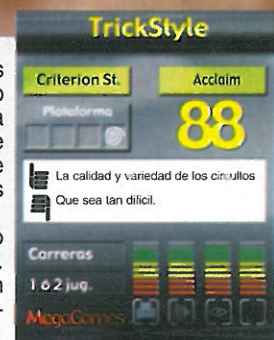 TrickStyle
Criterion St.
Acclaim
Plataforma
88
La calidad y variedad de los circuitos
Que sea tan difícil.
Carreras
1 ó 2 jug.
MegaGames